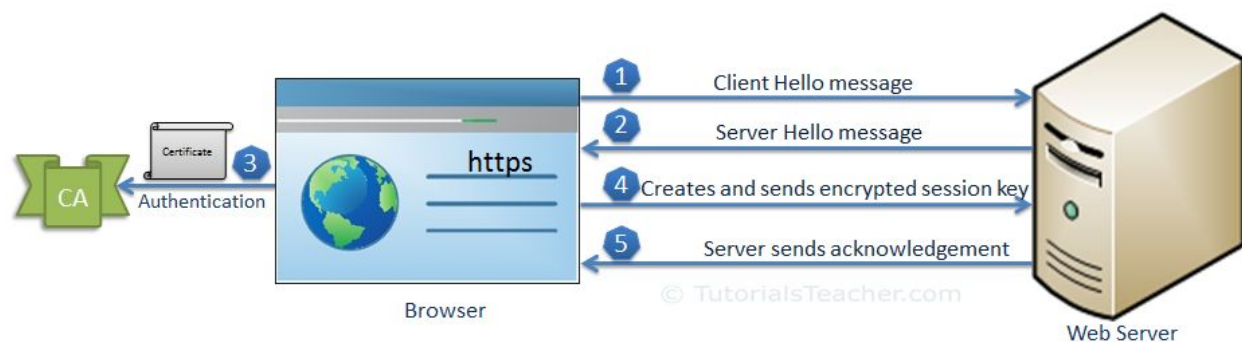 1
Client Hello message
2
Server Hello message
Certificate
3
https
CA
Authentication
4
Creates and sends encrypted session key
5
Server sends acknowledgement
© TutorialsTeacher.com
Browser
Web Server